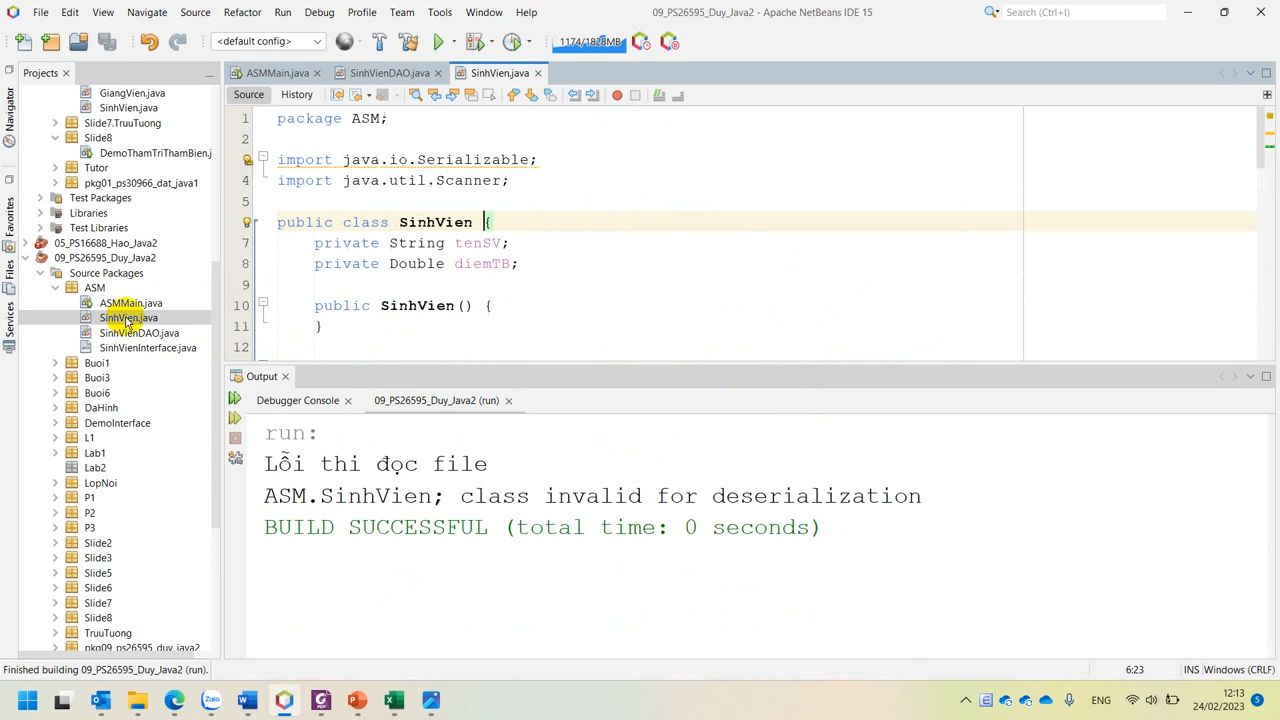 File Edit View Navigate Source Refactor Run Debug Profile Team Tools Window Help 09_PS26595_Duy_Java2 - Apache NetBeans IDE 15 Search (Ctrl+I)
<default config> 1174/1828MB
Projects
ASMMain.java SinhVienDAO.java SinhVien.java
Source History
Navigator
Favorites
Files
Services
GiangVien.java
SinhVien.java
Slide7.TruuTuong
Slide8
DemoThamTriThamBien.j
Tutor
pkg01_ps30966_dat_java1
Test Packages
Libraries
Test Libraries
05_PS16688_Hao_Java2
09_PS26595_Duy_Java2
Source Packages
ASM
ASMMain.java
SinhVien.java
SinhVienDAO.java
SinhVienInterface.java
Buoi1
Buoi3
Buoi6
DaHinh
DemoInterface
L1
Lab1
Lab2
LopNoi
P1
P2
P3
Slide2
Slide3
Slide5
Slide6
Slide7
Slide8
TruuTuong
pkg09_ps26595_duy_java2
1 package ASM;
2
import java.io.Serializable;
4 import java.util.Scanner;
5
public class SinhVien {
7 private String tenSV;
8 private Double diemTB;
9
10 public SinhVien() {
11 }
12
Output
Debugger Console 09_PS26595_Duy_Java2 (run)
run:
Lỗi thi đọc file
ASM.SinhVien; class invalid for deserialization
BUILD SUCCESSFUL (total time: 0 seconds)
Finished building 09_PS26595_Duy_Java2 (run). 6:23 INS Windows (CRLF)
Zalo ENG 12:13
24/02/2023 5